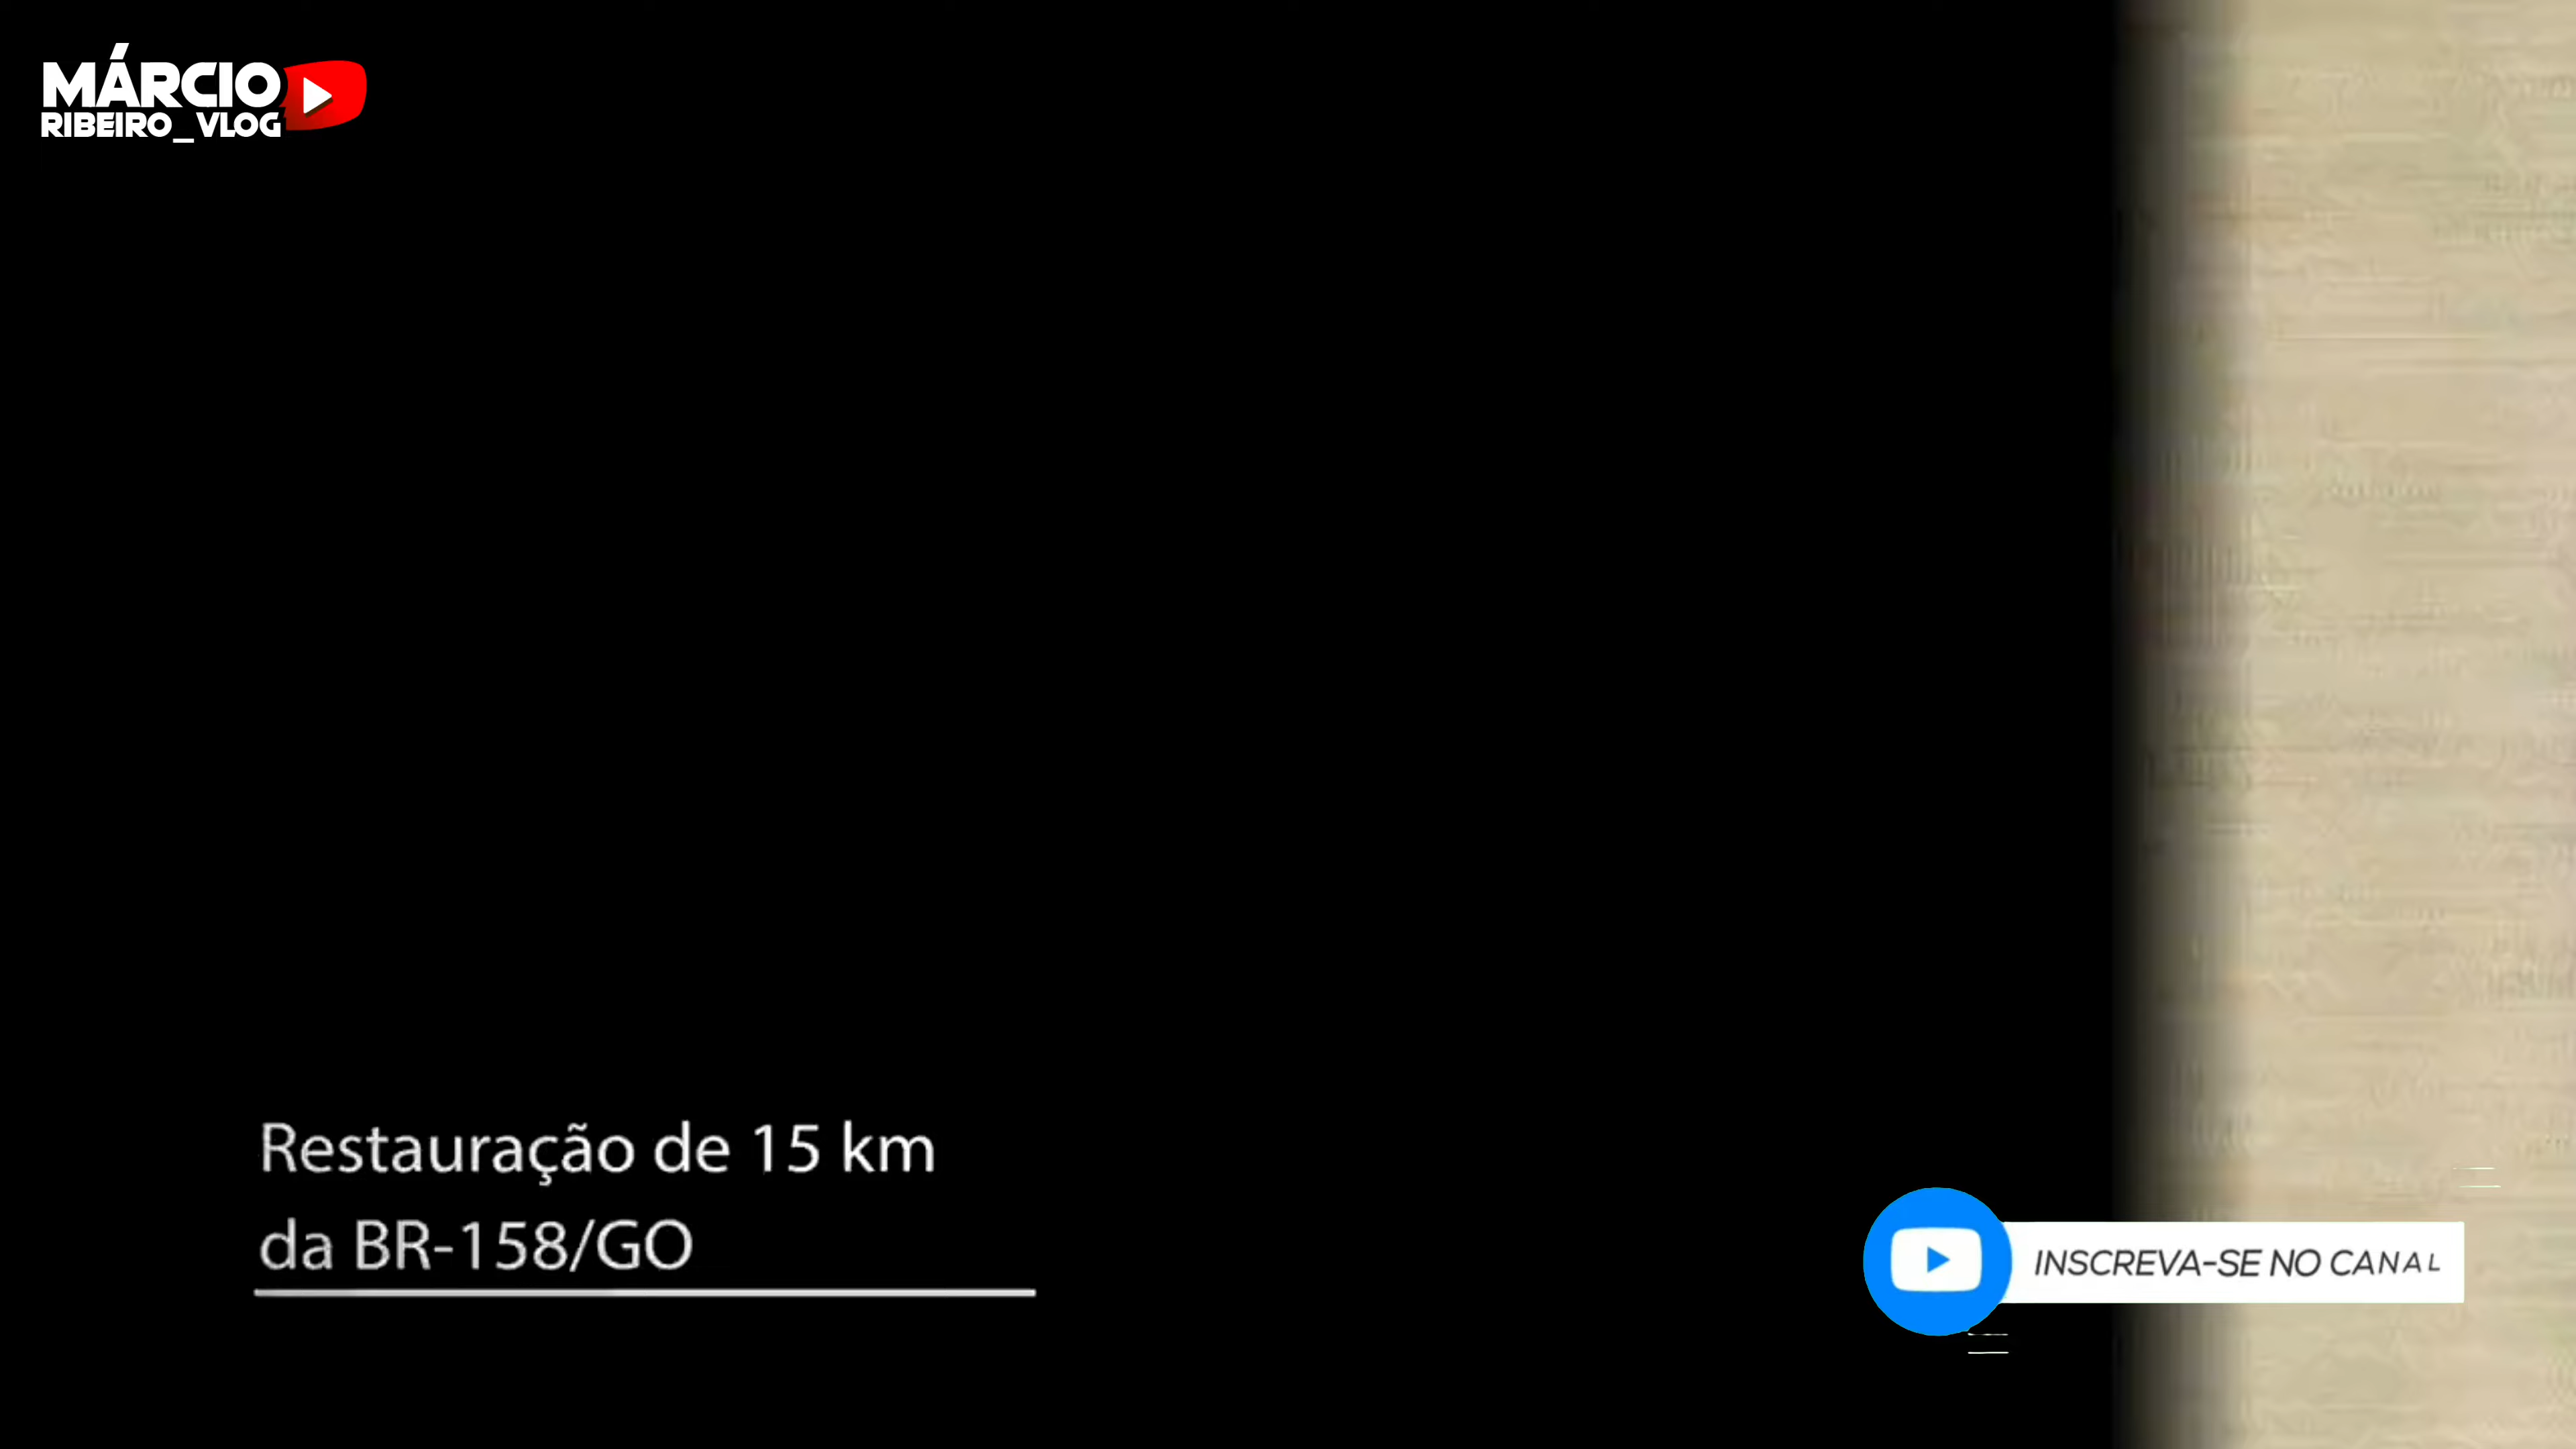 MÁRCIO
RIBEIRO_VLOG
Restauração de 15 km
da BR-158/GO
INSCREVA-SE NO CANAL